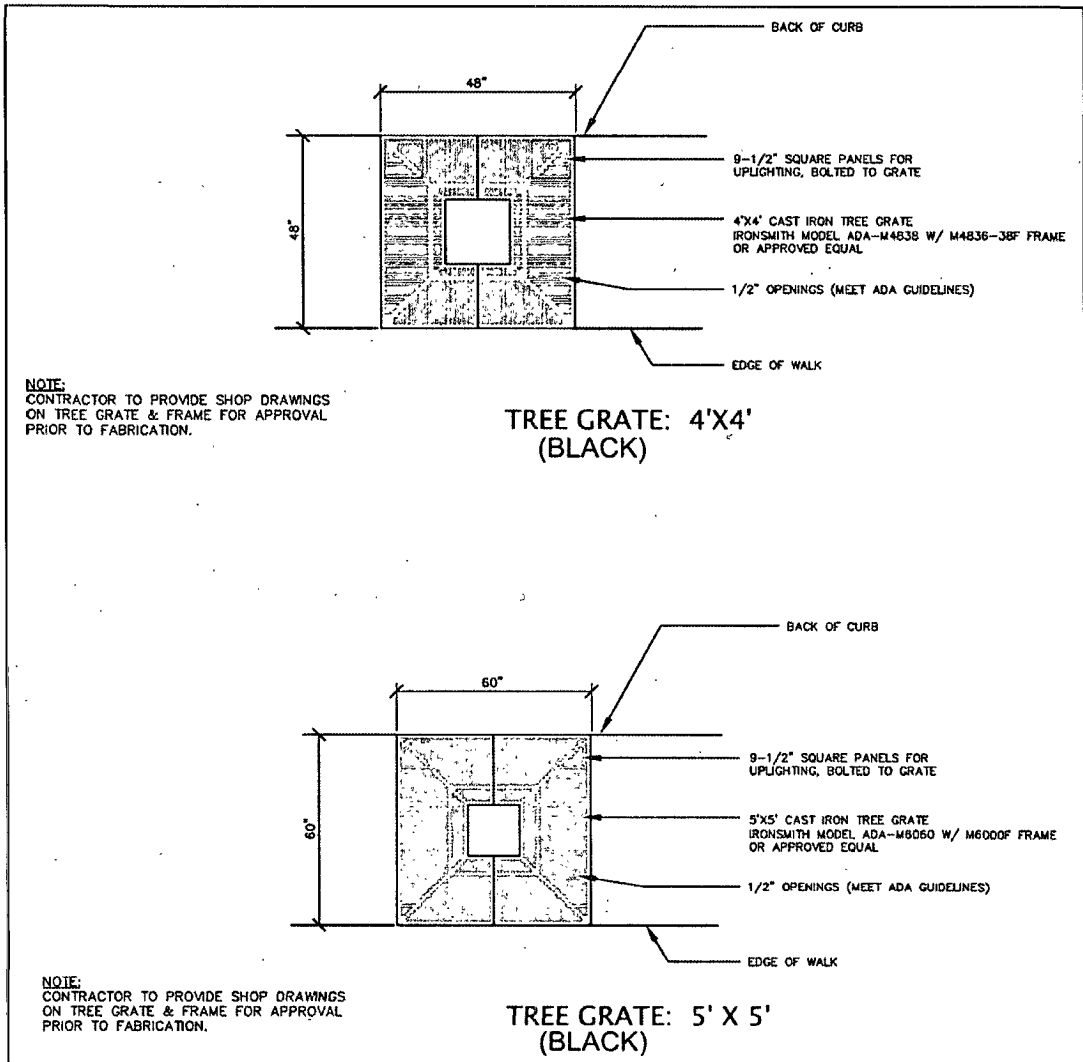 BACK OF CURB
48"
9-1/2" SQUARE PANELS FOR
UPLIGHTING, BOLTED TO GRATE
48"
4'X4' CAST IRON TREE GRATE
IRONSMITH MODEL ADA-M4838 W/ M4836-38F FRAME
OR APPROVED EQUAL
1/2" OPENINGS (MEET ADA GUIDELINES)
EDGE OF WALK
NOTE:
CONTRACTOR TO PROVIDE SHOP DRAWINGS
ON TREE GRATE & FRAME FOR APPROVAL
PRIOR TO FABRICATION.
TREE GRATE: 4'X4'
(BLACK)
BACK OF CURB
60"
9-1/2" SQUARE PANELS FOR
UPLIGHTING, BOLTED TO GRATE
60"
5'X5' CAST IRON TREE GRATE
IRONSMITH MODEL ADA-M6060 W/ M6000F FRAME
OR APPROVED EQUAL
1/2" OPENINGS (MEET ADA GUIDELINES)
EDGE OF WALK
NOTE:
CONTRACTOR TO PROVIDE SHOP DRAWINGS
ON TREE GRATE & FRAME FOR APPROVAL
PRIOR TO FABRICATION.
TREE GRATE: 5' X 5'
(BLACK)